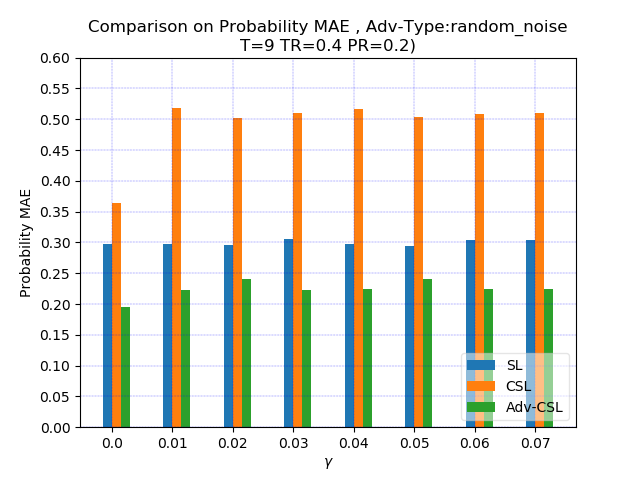 Comparison on Probability MAE , Adv-Type:random_noise
T=9 TR=0.4 PR=0.2)
0.60
0.55
0.50
0.45
0.40
0.35
0.30
0.25
0.20
0.15
0.10
0.05
0.00
Probability MAE
SL
CSL
Adv-CSL
0.0 0.01 0.02 0.03 0.04 0.05 0.06 0.07
γ